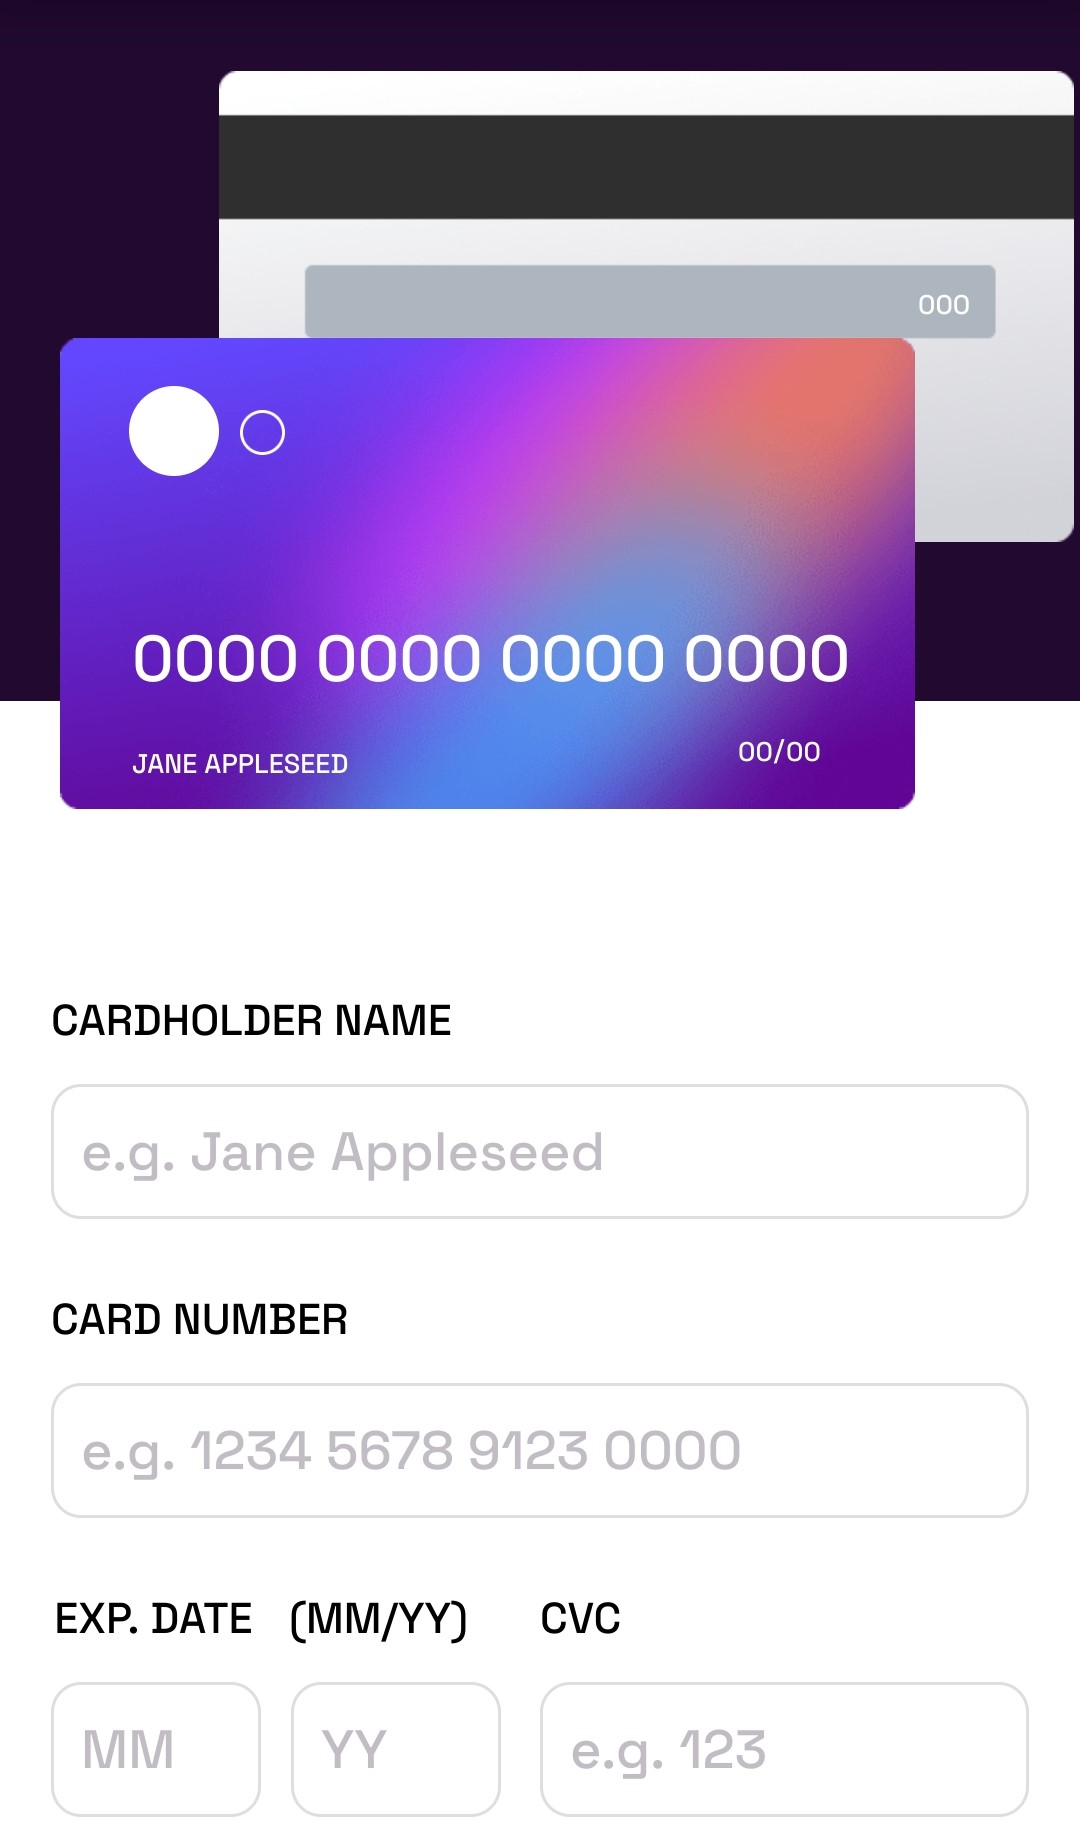 000
0000 0000 0000 0000
JANE APPLESEED 00/00
CARDHOLDER NAME
e.g. Jane Appleseed
CARD NUMBER
e.g. 1234 5678 9123 0000
EXP. DATE (MM/YY) CVC
MM YY e.g. 123